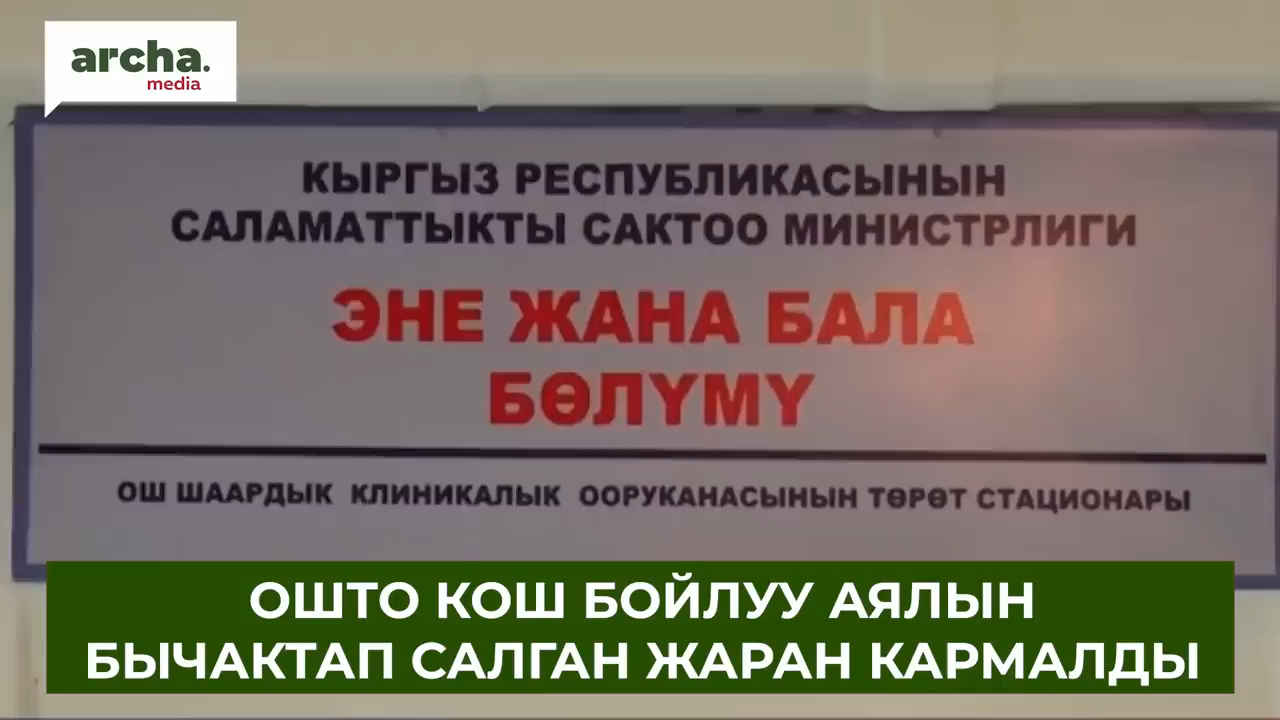 archa.
media
КЫРГЫЗ РЕСПУБЛИКАСЫНЫН
САЛАМАТТЫКТЫ САКТОО МИНИСТРЛИГИ
ЭНЕ ЖАНА БАЛА
БӨЛҮМҮ
ОШ ШААРДЫК КЛИНИКАЛЫК ООРУКАНАСЫНЫН ТӨРӨТ СТАЦИОНАРЫ
ОШТО КОШ БОЙЛУУ АЯЛЫН
БЫЧАКТАП САЛГАН ЖАРАН КАРМАЛДЫ